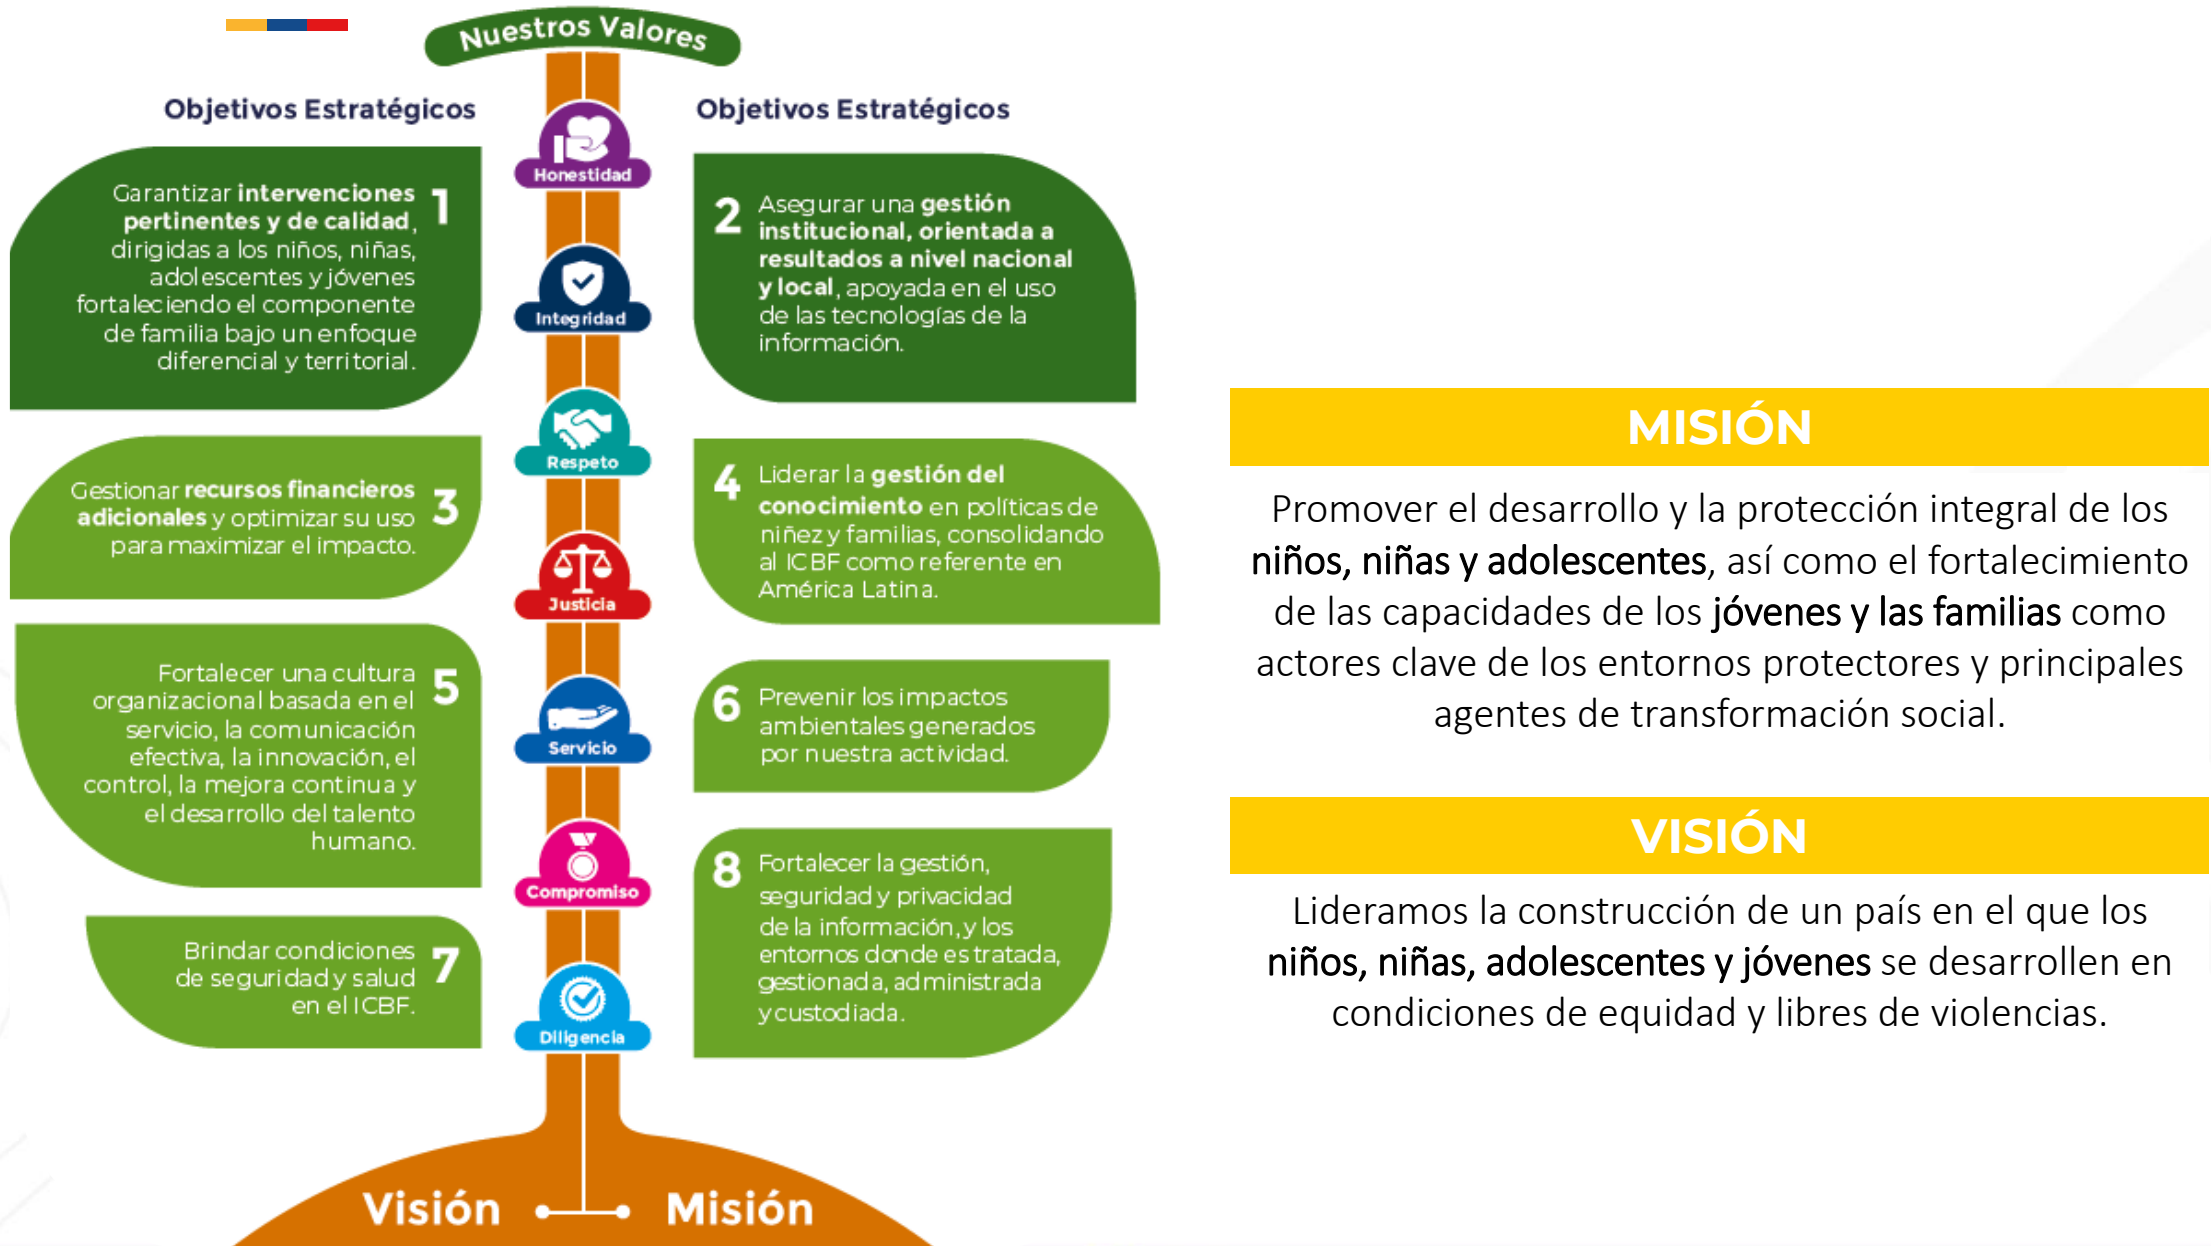 Nuestros Valores
Objetivos Estratégicos
Objetivos Estratégicos
Honestidad
Integridad
Respeto
Justicia
Servicio
Compromiso
Diligencia
1
Garantizar intervenciones
pertinentes y de calidad,
dirigidas a los niños, niñas,
adolescentes y jóvenes
fortaleciendo el componente
de familia bajo un enfoque
diferencial y territorial.
2
Asegurar una gestión
institucional, orientada a
resultados a nivel nacional
y local, apoyada en el uso
de las tecnologías de la
información.
3
Gestionar recursos financieros
adicionales y optimizar su uso
para maximizar el impacto.
4
Liderar la gestión del
conocimiento en políticas de
niñez y familias, consolidando
al ICBF como referente en
América Latina.
5
Fortalecer una cultura
organizacional basada en el
servicio, la comunicación
efectiva, la innovación, el
control, la mejora continua y
el desarrollo del talento
humano.
6
Prevenir los impactos
ambientales generados
por nuestra actividad.
7
Brindar condiciones
de seguridad y salud
en el ICBF.
8
Fortalecer la gestión,
seguridad y privacidad
de la información, y los
entornos donde es tratada,
gestionada, administrada
y custodiada.
Visión
Misión
MISIÓN
Promover el desarrollo y la protección integral de los
niños, niñas y adolescentes, así como el fortalecimiento
de las capacidades de los jóvenes y las familias como
actores clave de los entornos protectores y principales
agentes de transformación social.
VISIÓN
Lideramos la construcción de un país en el que los
niños, niñas, adolescentes y jóvenes se desarrollen en
condiciones de equidad y libres de violencias.